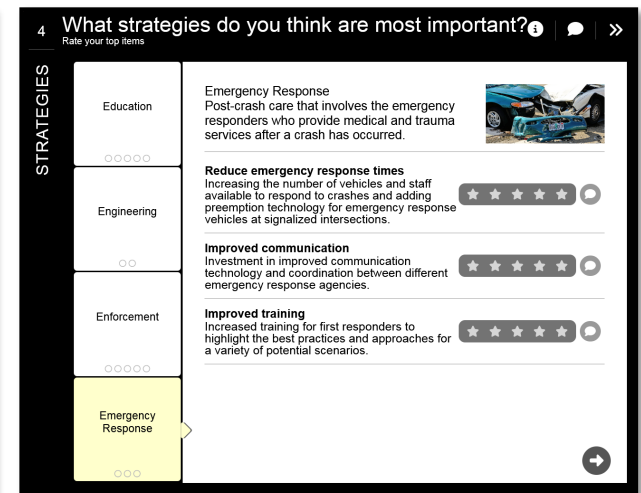 4 What strategies do you think are most important?
Rate your top items
STRATEGIES
Education
Engineering
Enforcement
Emergency
Response
Emergency Response
Post-crash care that involves the emergency
responders who provide medical and trauma
services after a crash has occurred.
Reduce emergency response times
Increasing the number of vehicles and staff
available to respond to crashes and adding
preemption technology for emergency response
vehicles at signalized intersections.
Improved communication
Investment in improved communication
technology and coordination between different
emergency response agencies.
Improved training
Increased training for first responders to
highlight the best practices and approaches for
a variety of potential scenarios.